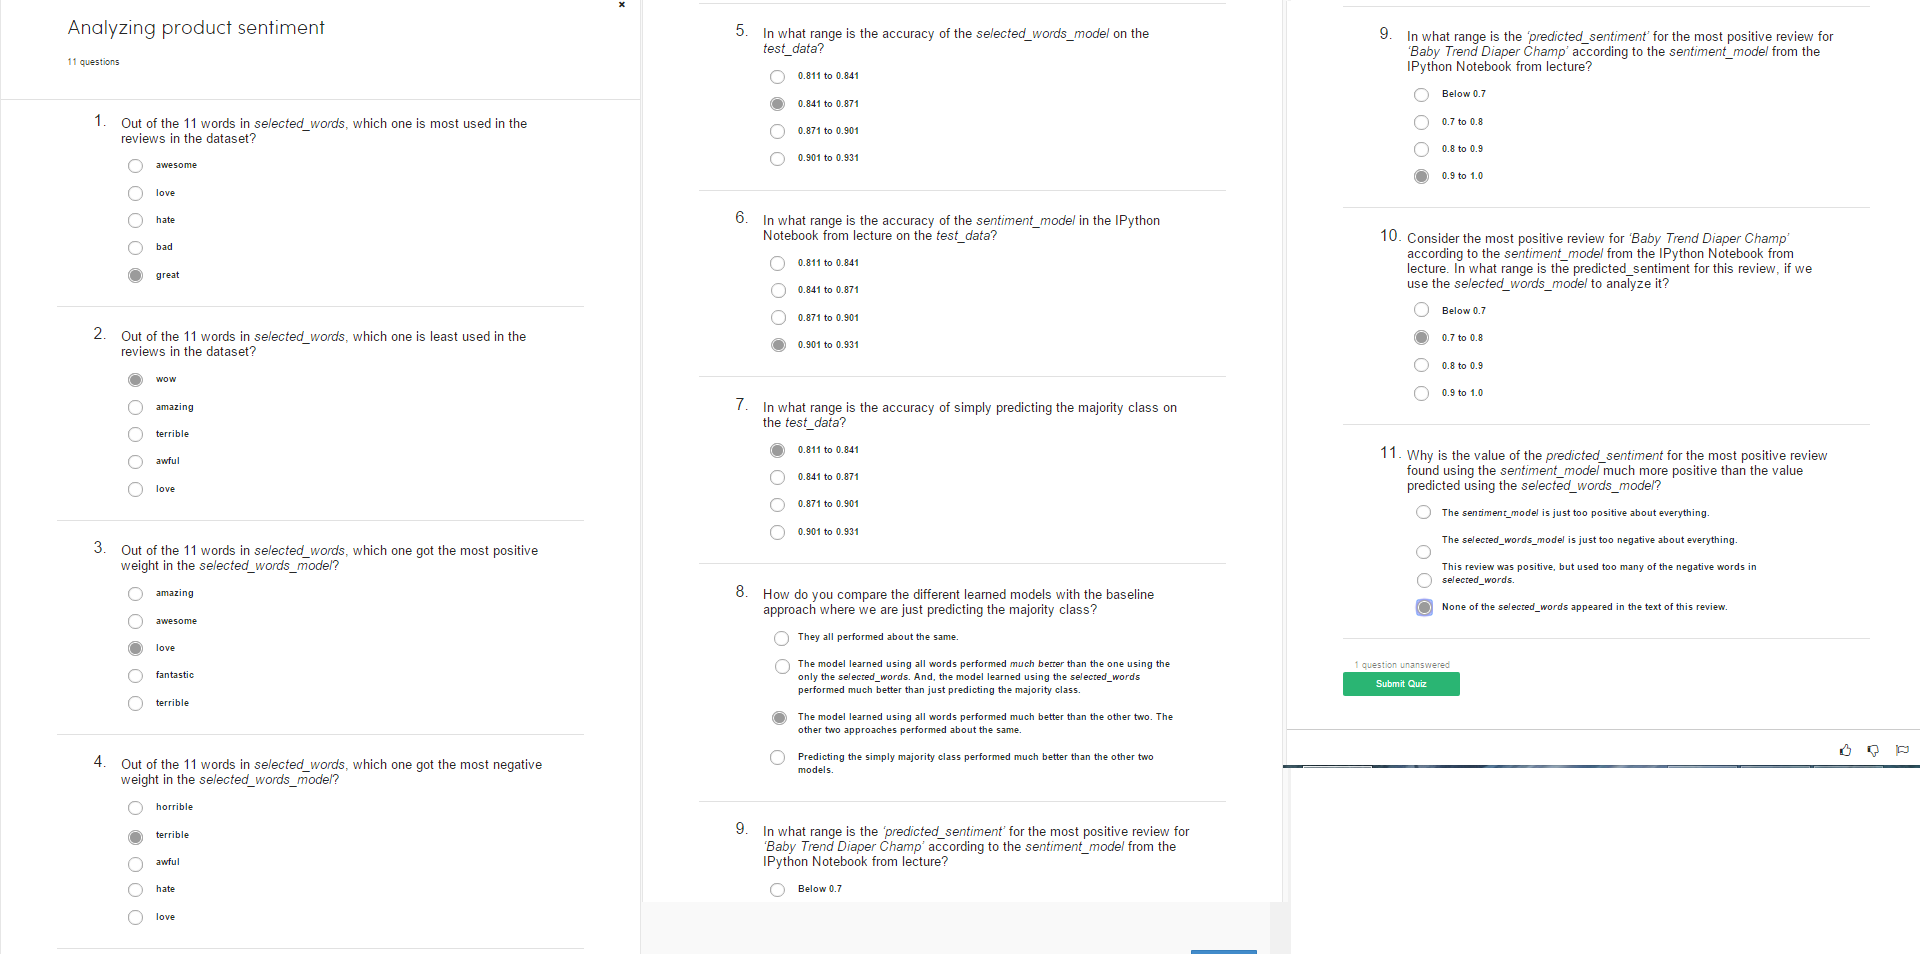 ×
Analyzing product sentiment
11 questions
1.
Out of the 11 words in selected_words, which one is most used in the
reviews in the dataset?
awesome
love
hate
bad
great
2.
Out of the 11 words in selected_words, which one is least used in the
reviews in the dataset?
wow
amazing
terrible
awful
love
3.
Out of the 11 words in selected_words, which one got the most positive
weight in the selected_words_model?
amazing
awesome
love
fantastic
terrible
4.
Out of the 11 words in selected_words, which one got the most negative
weight in the selected_words_model?
horrible
terrible
awful
hate
love
5.
In what range is the accuracy of the selected_words_model on the
test_data?
0.811 to 0.841
0.841 to 0.871
0.871 to 0.901
0.901 to 0.931
6.
In what range is the accuracy of the sentiment_model in the IPython
Notebook from lecture on the test_data?
0.811 to 0.841
0.841 to 0.871
0.871 to 0.901
0.901 to 0.931
7.
In what range is the accuracy of simply predicting the majority class on
the test_data?
0.811 to 0.841
0.841 to 0.871
0.871 to 0.901
0.901 to 0.931
8.
How do you compare the different learned models with the baseline
approach where we are just predicting the majority class?
They all performed about the same.
The model learned using all words performed much better than the one using the
only the selected_words. And, the model learned using the selected_words
performed much better than just predicting the majority class.
The model learned using all words performed much better than the other two. The
other two approaches performed about the same.
Predicting the simply majority class performed much better than the other two
models.
9.
In what range is the 'predicted_sentiment' for the most positive review for
'Baby Trend Diaper Champ' according to the sentiment_model from the
IPython Notebook from lecture?
Below 0.7
9.
In what range is the 'predicted_sentiment' for the most positive review for
'Baby Trend Diaper Champ' according to the sentiment_model from the
IPython Notebook from lecture?
Below 0.7
0.7 to 0.8
0.8 to 0.9
0.9 to 1.0
10.
Consider the most positive review for 'Baby Trend Diaper Champ'
according to the sentiment_model from the IPython Notebook from
lecture. In what range is the predicted_sentiment for this review, if we
use the selected_words_model to analyze it?
Below 0.7
0.7 to 0.8
0.8 to 0.9
0.9 to 1.0
11.
Why is the value of the predicted_sentiment for the most positive review
found using the sentiment_model much more positive than the value
predicted using the selected_words_model?
The sentiment_model is just too positive about everything.
The selected_words_model is just too negative about everything.
This review was positive, but used too many of the negative words in
selected_words.
None of the selected_words appeared in the text of this review.
1 question unanswered
Submit Quiz